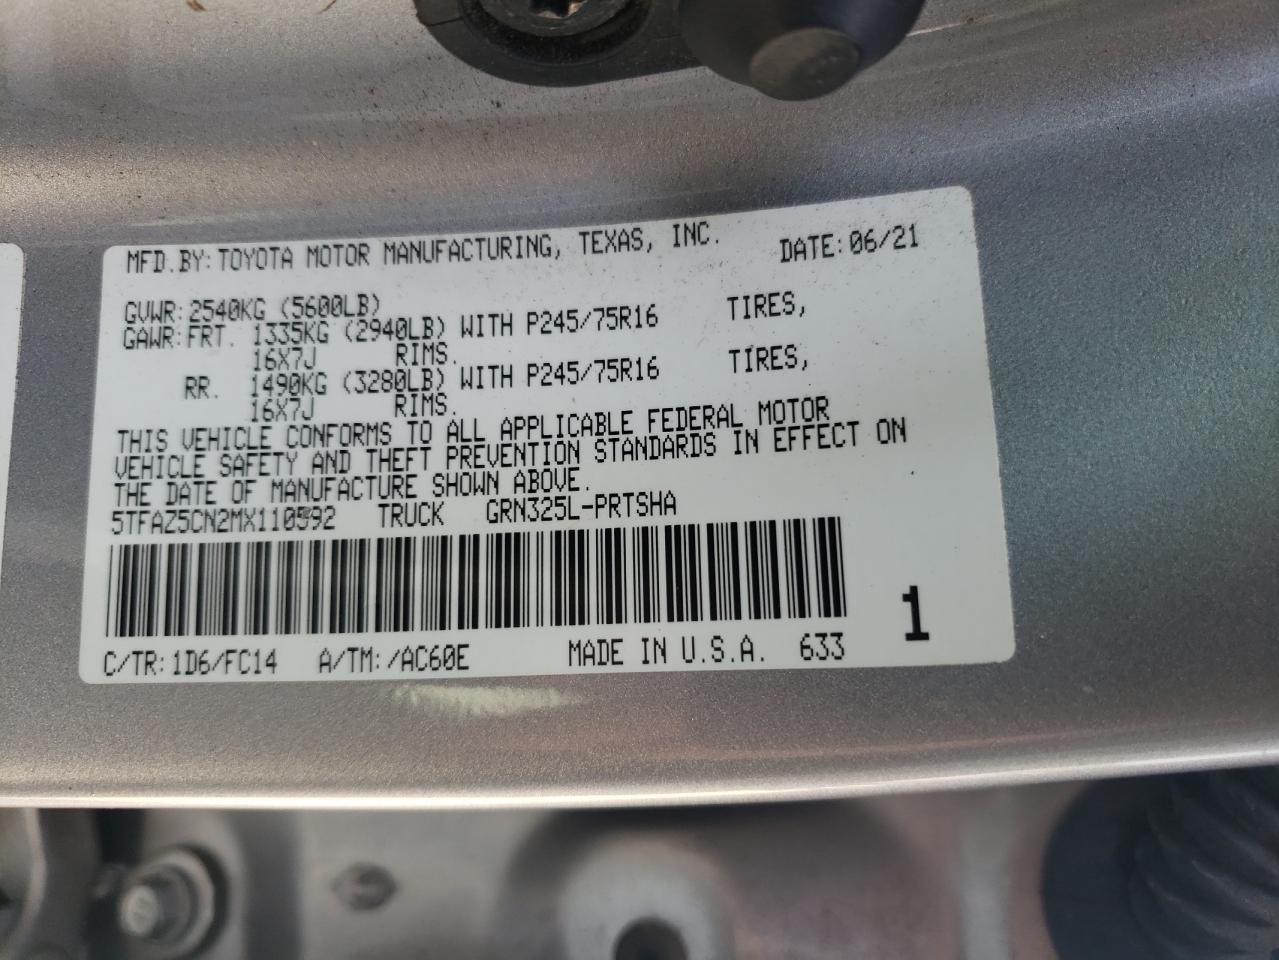 MFD.BY: TOYOTA MOTOR MANUFACTURING, TEXAS, INC. DATE: 06/21
GVWR: 2540KG (5600LB)
GAWR: FRT. 1335KG (2940LB) WITH P245/75R16 TIRES,
16X7J RIMS.
RR. 1490KG (3280LB) WITH P245/75R16 TIRES,
16X7J RIMS.
THIS VEHICLE CONFORMS TO ALL APPLICABLE FEDERAL MOTOR
VEHICLE SAFETY AND THEFT PREVENTION STANDARDS IN EFFECT ON
THE DATE OF MANUFACTURE SHOWN ABOVE.
5TFAZ5CN2MX110592 TRUCK GRN325L-PRTSHA
C/TR: 1D6/FC14 A/TM: /AC60E MADE IN U.S.A. 633 1